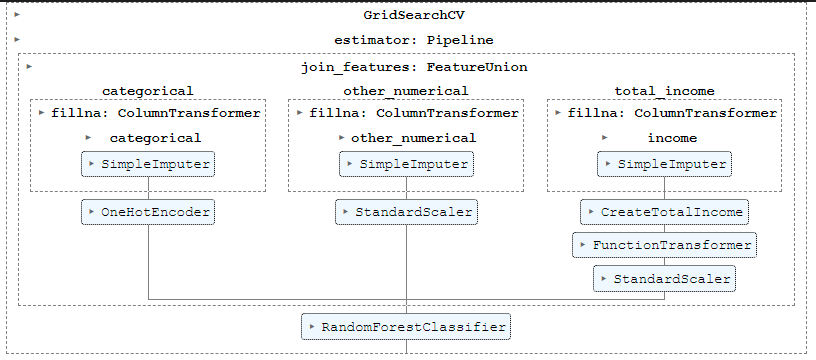 GridSearchCV
estimator: Pipeline
join_features: FeatureUnion
categorical other_numerical total_income
fillna: ColumnTransformer fillna: ColumnTransformer fillna: ColumnTransformer
categorical other_numerical income
SimpleImputer SimpleImputer SimpleImputer
OneHotEncoder StandardScaler CreateTotalIncome
FunctionTransformer
StandardScaler
RandomForestClassifier